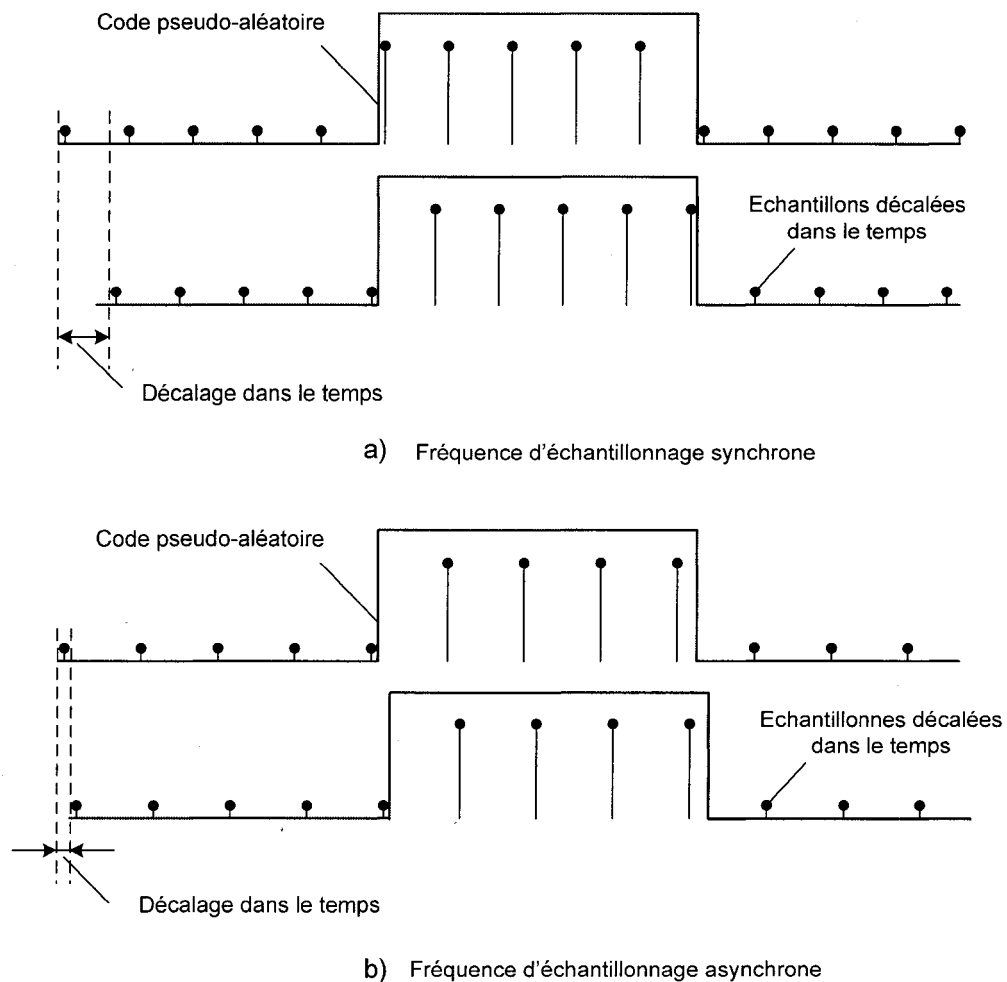 Code pseudo-aléatoire
Echantillons décalées
dans le temps
Décalage dans le temps
a) Fréquence d'échantillonnage synchrone
Code pseudo-aléatoire
Echantillonnes décalées
dans le temps
Décalage dans le temps
b) Fréquence d'échantillonnage asynchrone